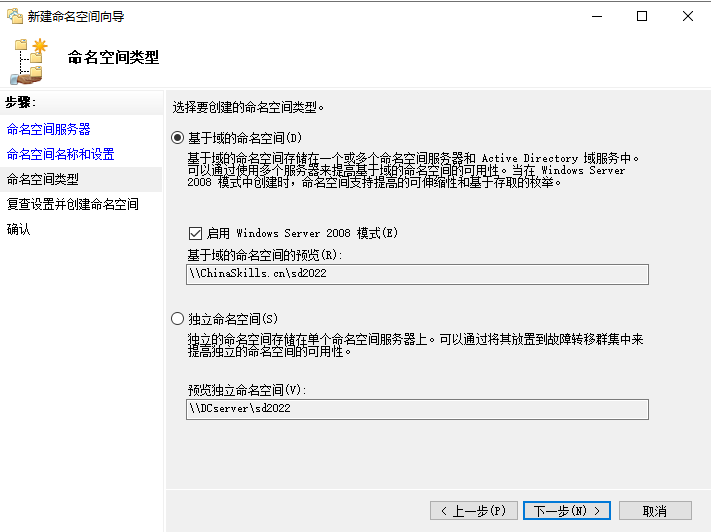 新建命名空间向导
命名空间类型
步骤:
命名空间服务器
命名空间名称和设置
命名空间类型
复查设置并创建命名空间
确认
选择要创建的命名空间类型。
基于域的命名空间(D)
基于域的命名空间存储在一个或多个命名空间服务器和 Active Directory 域服务中。
可以通过使用多个服务器来提高基于域的命名空间的可用性。当在 Windows Server
2008 模式中创建时，命名空间支持提高的可伸缩性和基于存取的枚举。
启用 Windows Server 2008 模式(E)
基于域的命名空间的预览(R):
\\ChinaSkills.cn\sd2022
独立命名空间(S)
独立的命名空间存储在单个命名空间服务器上。可以通过将其放置到故障转移群集中来
提高独立的命名空间的可用性。
预览独立命名空间(V):
\\DCserver\sd2022
< 上一步(P)
下一步(N) >
取消